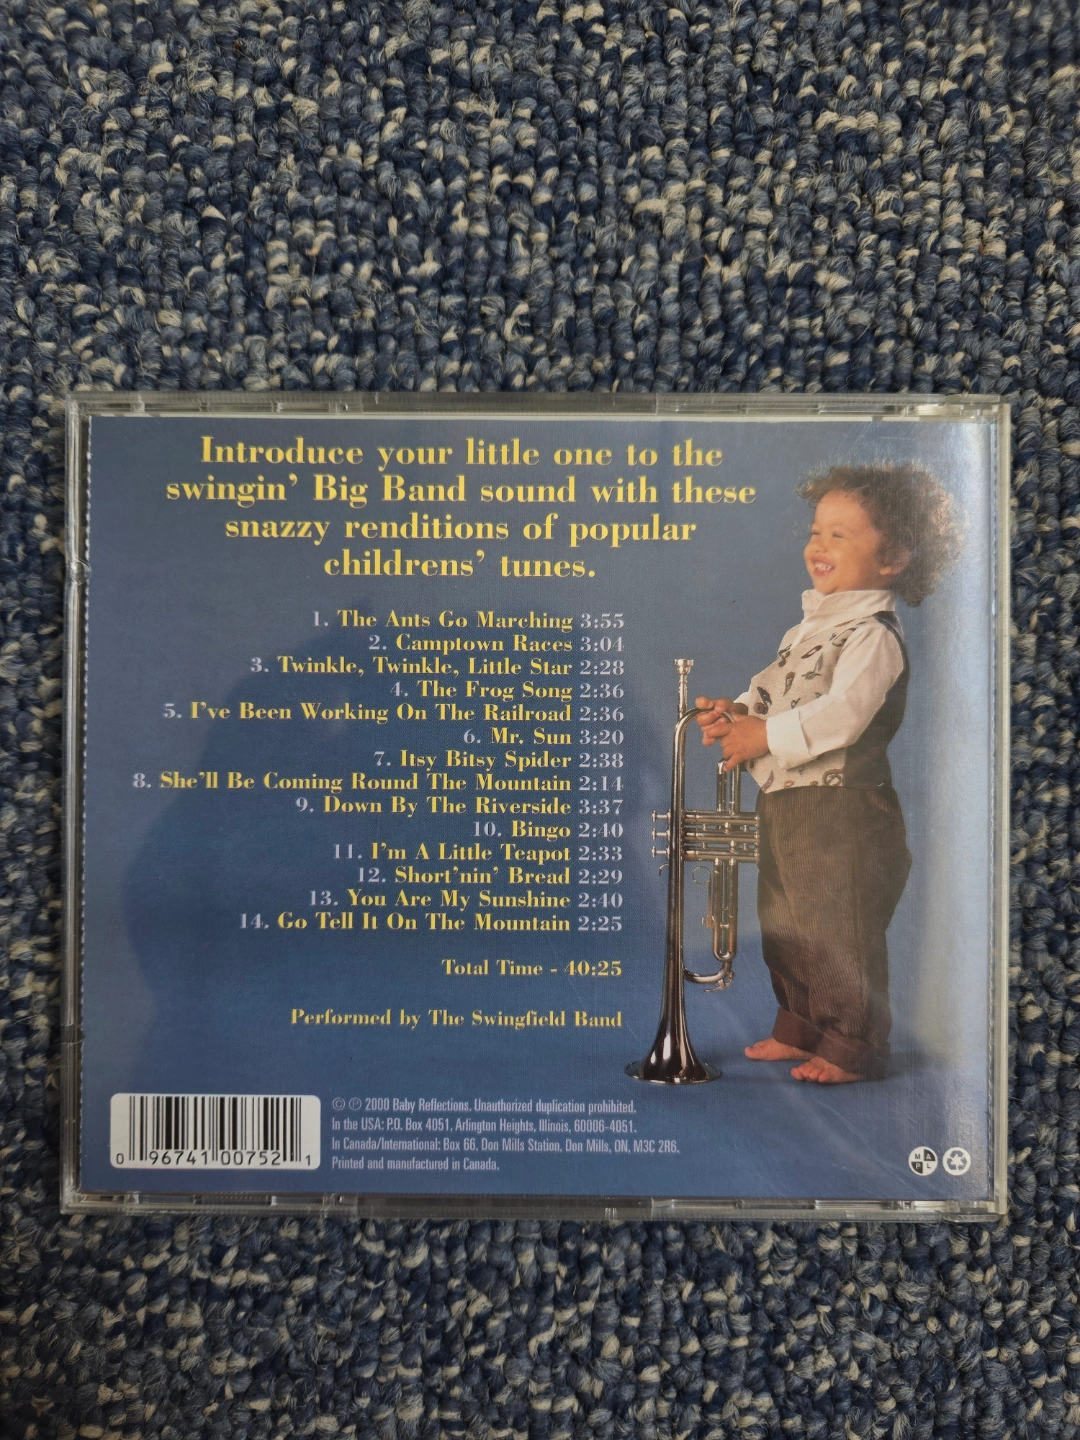 Introduce your little one to the
swingin' Big Band sound with these
snazzy renditions of popular
childrens' tunes.
1. The Ants Go Marching 3:55
2. Camptown Races 3:04
3. Twinkle, Twinkle, Little Star 2:28
4. The Frog Song 2:36
5. I've Been Working On The Railroad 2:36
6. Mr. Sun 3:20
7. Itsy Bitsy Spider 2:38
8. She'll Be Coming Round The Mountain 2:14
9. Down By The Riverside 3:37
10. Bingo 2:40
11. I'm A Little Teapot 2:33
12. Short'nin' Bread 2:29
13. You Are My Sunshine 2:40
14. Go Tell It On The Mountain 2:25
Total Time - 40:25
Performed by The Swingfield Band
© ℗ 2000 Baby Reflections. Unauthorized duplication prohibited.
In the USA: P.O. Box 4051, Arlington Heights, Illinois, 60006-4051.
In Canada/International: Box 66, Don Mills Station, Don Mills, ON, M3C 2R6.
Printed and manufactured in Canada.
0 96741 00752 1
M A
P L